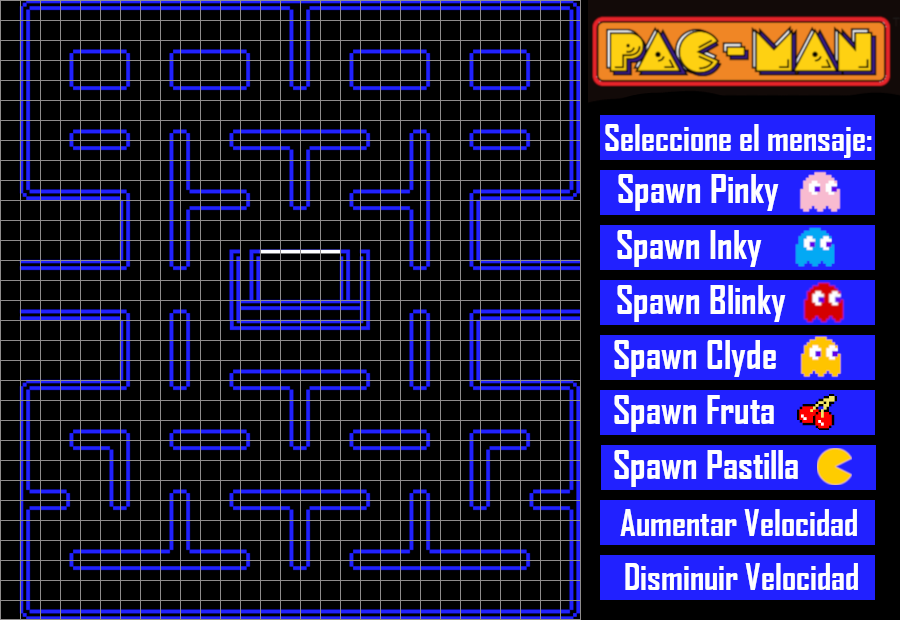 PAC-MAN
Seleccione el mensaje:
Spawn Pinky
Spawn Inky
Spawn Blinky
Spawn Clyde
Spawn Fruta
Spawn Pastilla
Aumentar Velocidad
Disminuir Velocidad